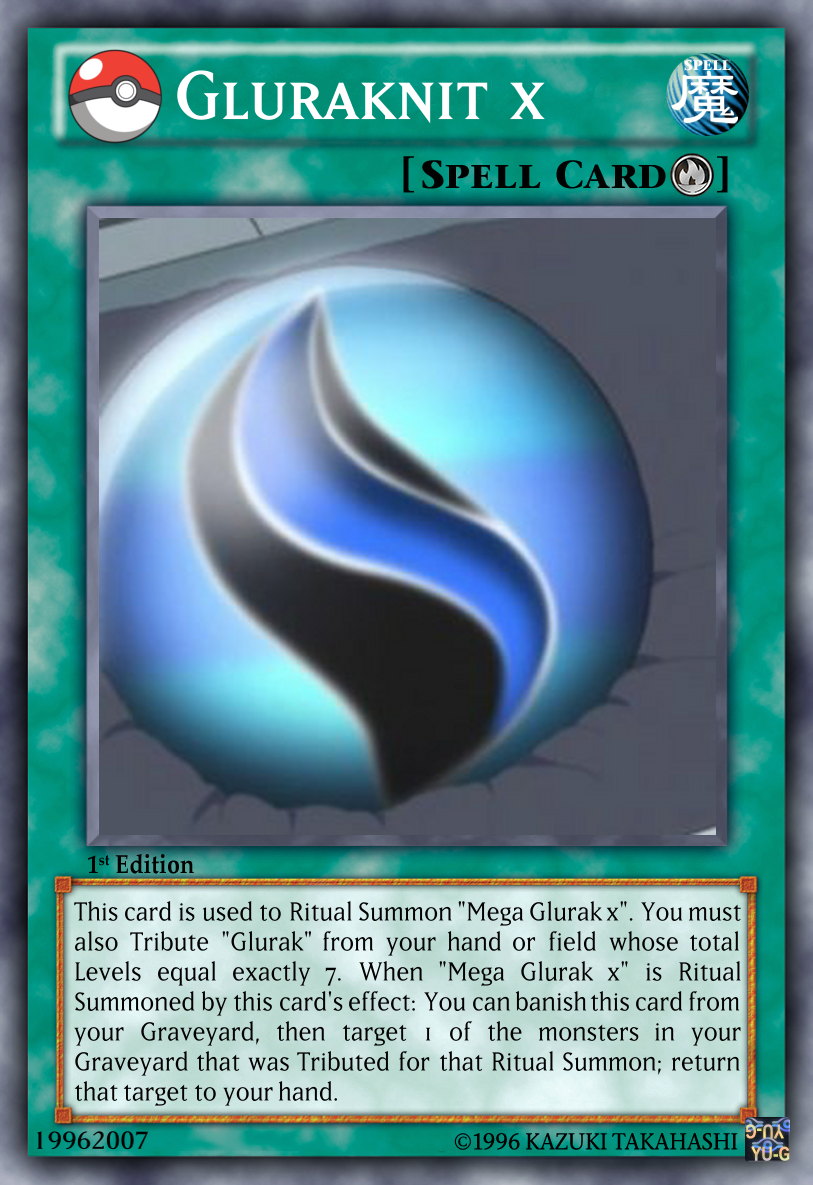 GLURAKNIT X
SPELL
魔
[SPELL CARD]
1st Edition
This card is used to Ritual Summon "Mega Glurak x". You must
also Tribute "Glurak" from your hand or field whose total
Levels equal exactly 7. When "Mega Glurak x" is Ritual
Summoned by this card's effect: You can banish this card from
your Graveyard, then target 1 of the monsters in your
Graveyard that was Tributed for that Ritual Summon; return
that target to your hand.
19962007
©1996 KAZUKI TAKAHASHI
YU-G
YU-G